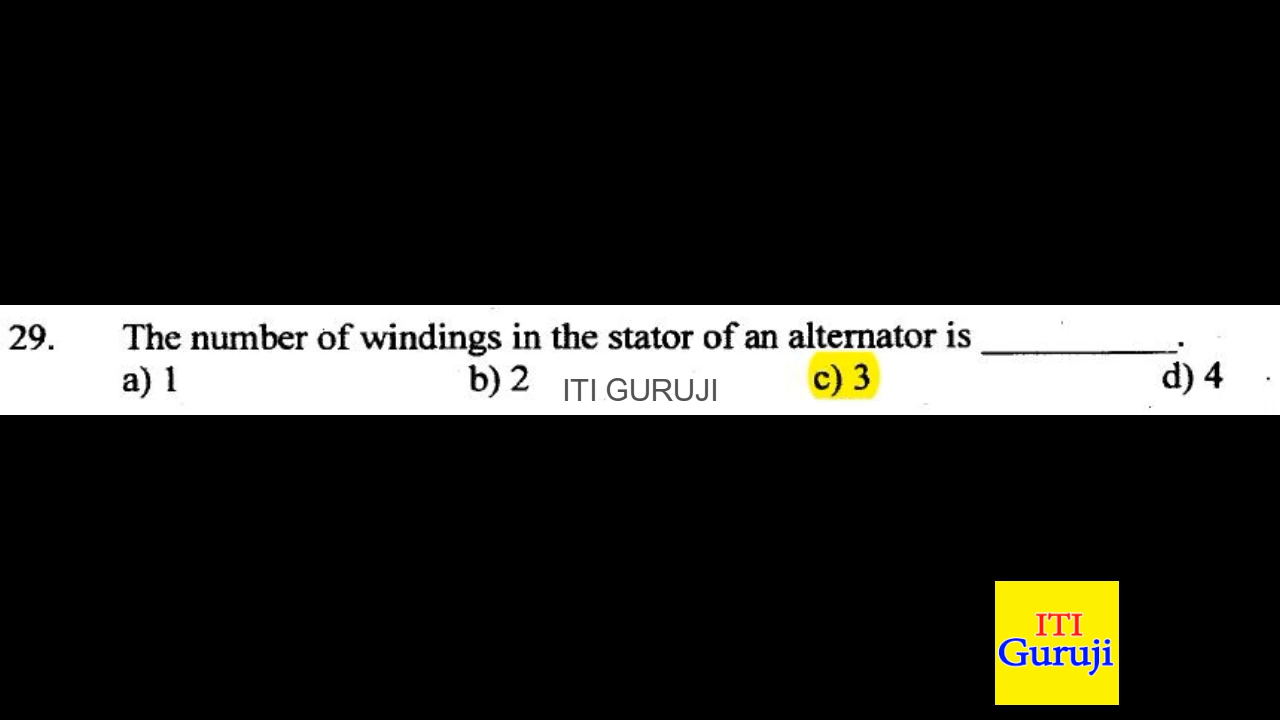 29. The number of windings in the stator of an alternator is __________.
a) 1 b) 2 c) 3 d) 4
ITI GURUJI
ITI
Guruji